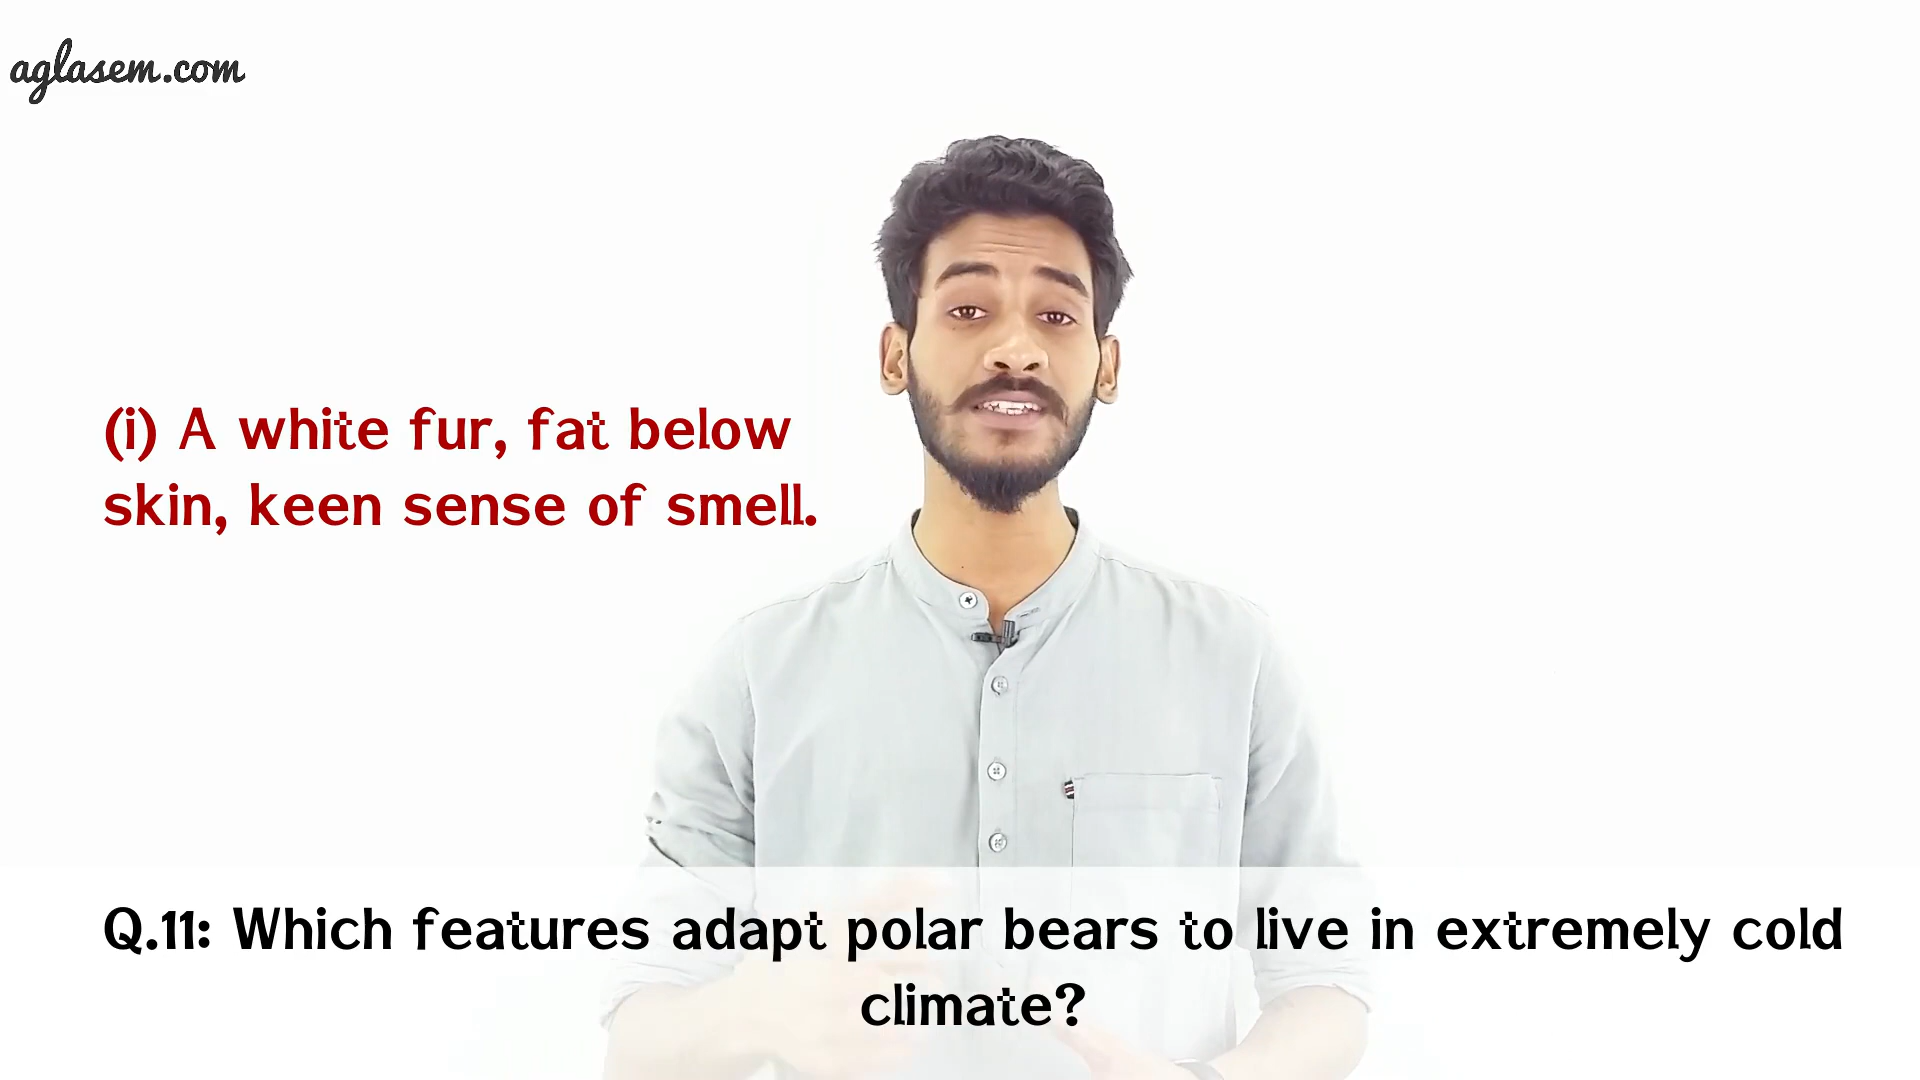 aglasem.com
(i) A white fur, fat below
skin, keen sense of smell.
Q.11: Which features adapt polar bears to live in extremely cold
climate?